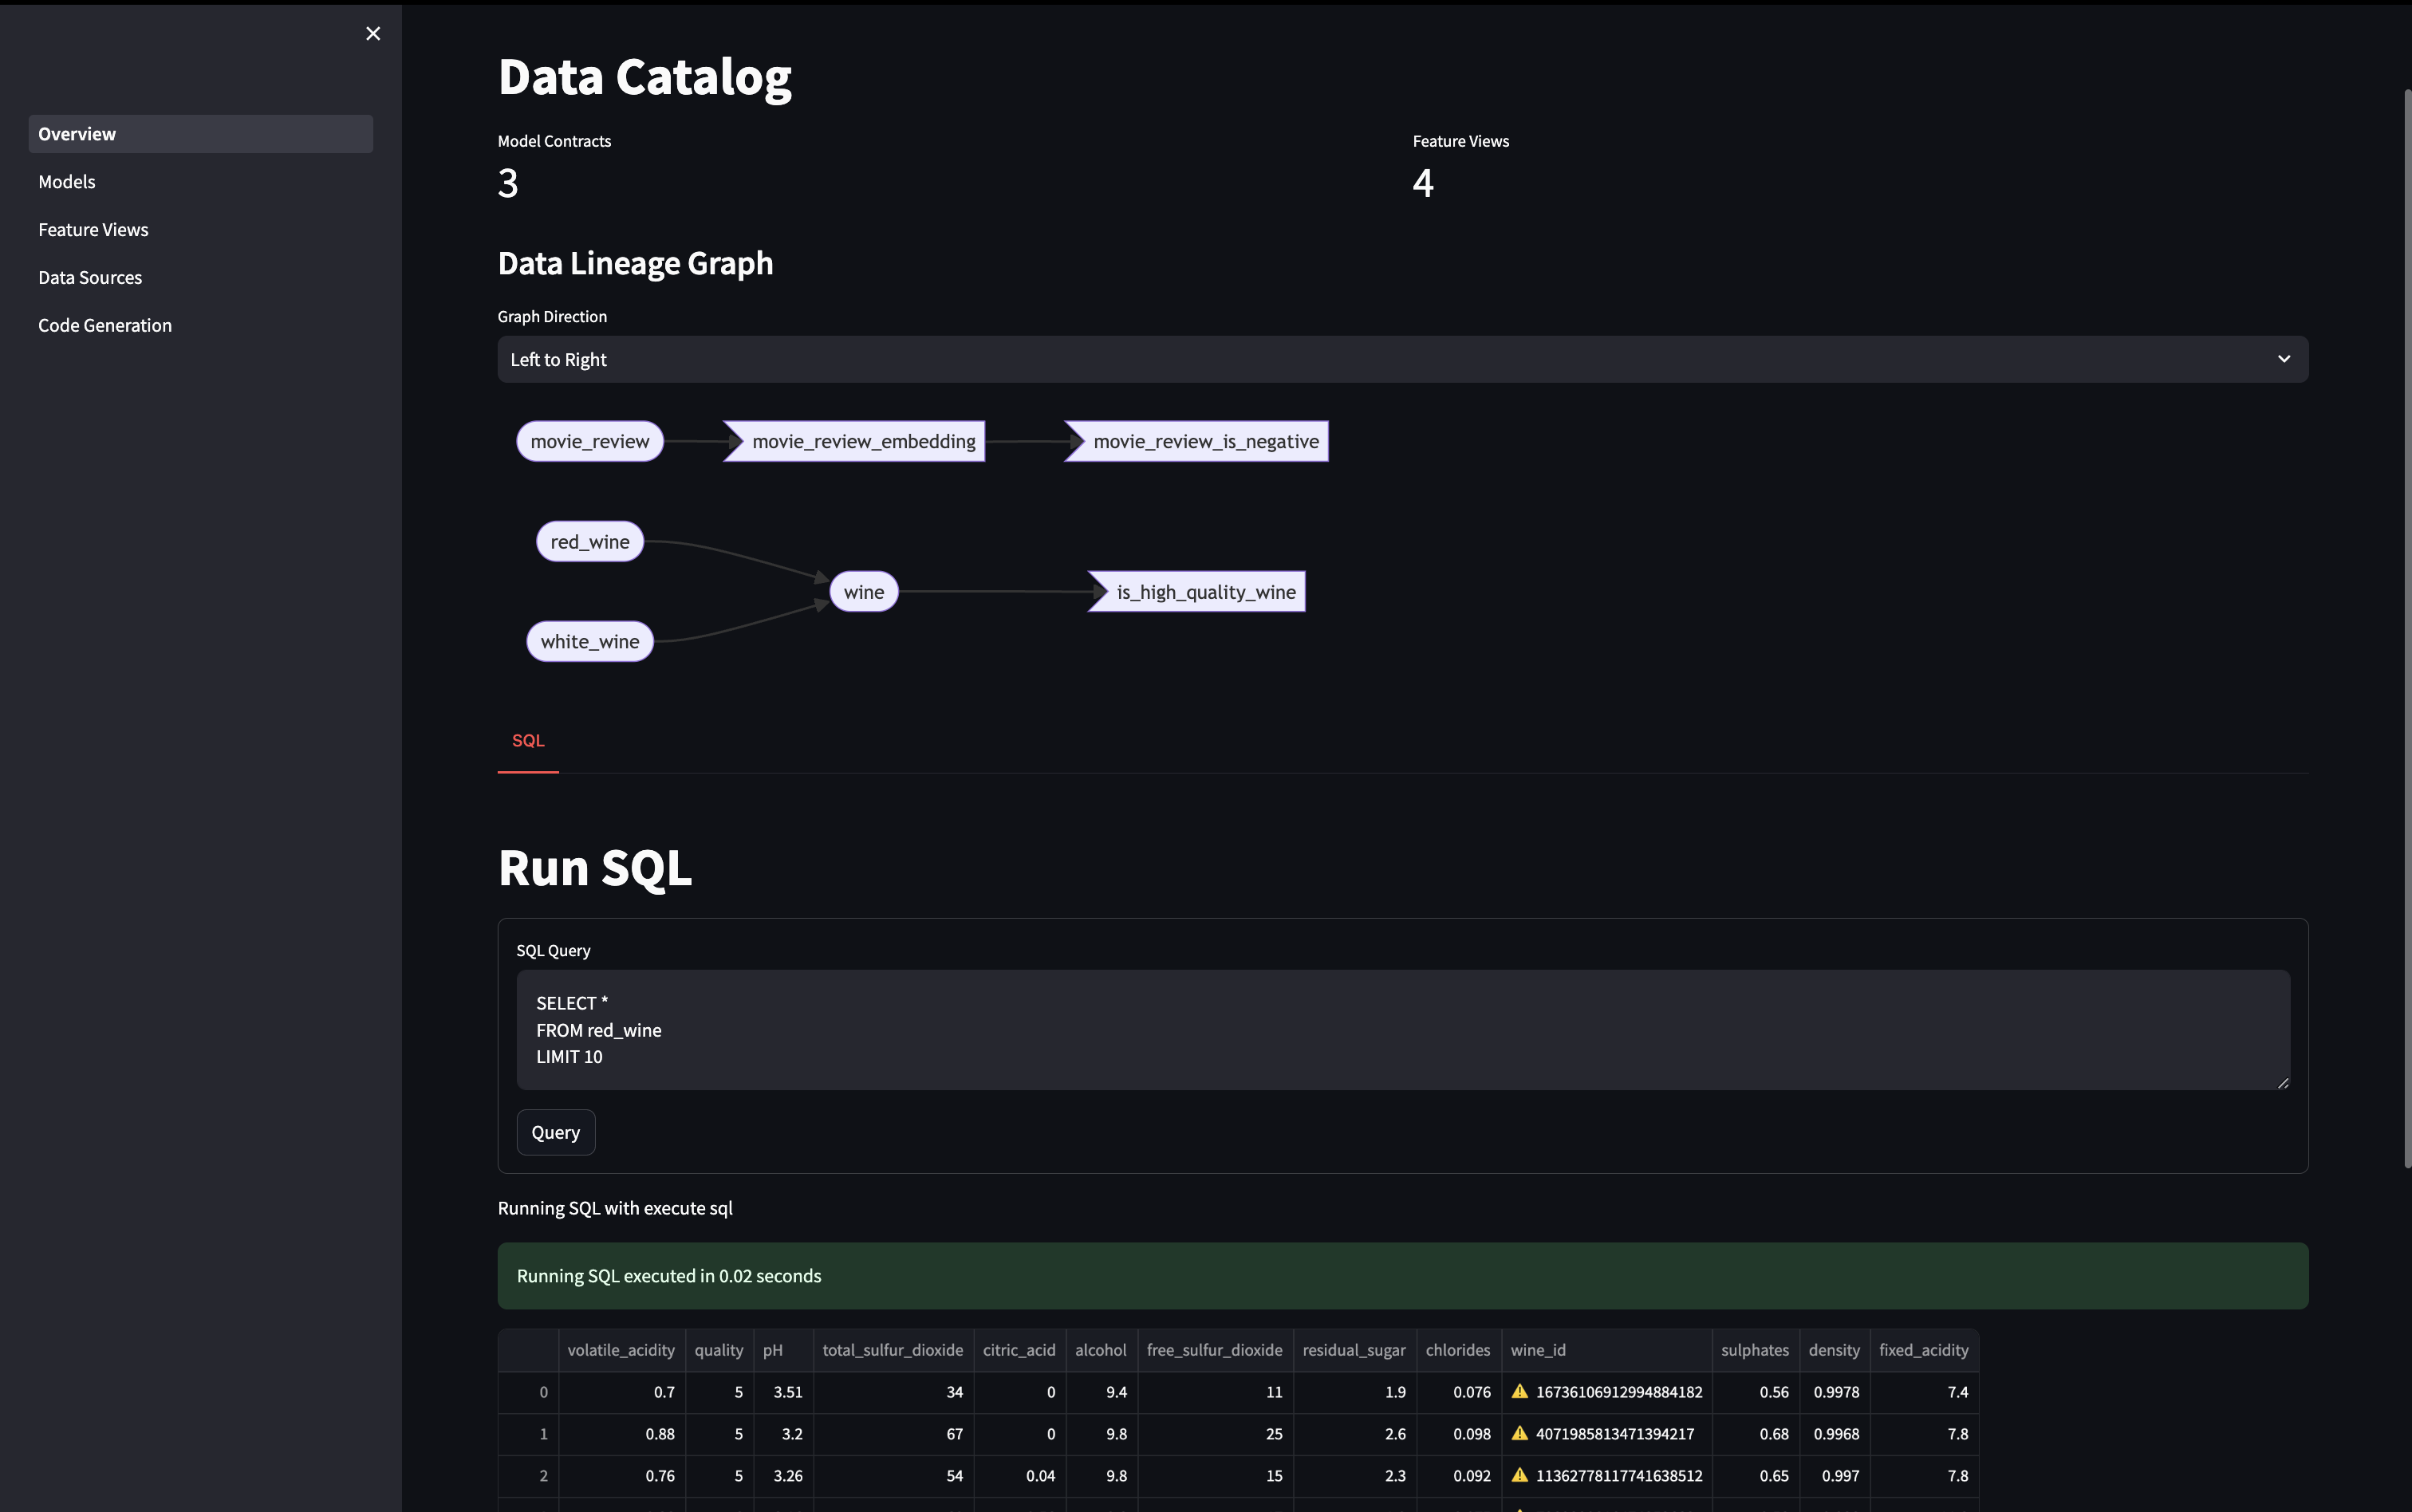 Overview
Models
Feature Views
Data Sources
Code Generation
Data Catalog
Model Contracts
Feature Views
3
4
Data Lineage Graph
Graph Direction
Left to Right
movie_review
movie_review_embedding
movie_review_is_negative
red_wine
wine
is_high_quality_wine
white_wine
SQL
Run SQL
SQL Query
SELECT *
FROM red_wine
LIMIT 10
Query
Running SQL with execute sql
Running SQL executed in 0.02 seconds
volatile_acidity quality pH total_sulfur_dioxide citric_acid alcohol free_sulfur_dioxide residual_sugar chlorides wine_id sulphates density fixed_acidity
0 0.7 5 3.51 34 0 9.4 11 1.9 0.076 16736106912994884182 0.56 0.9978 7.4
1 0.88 5 3.2 67 0 9.8 25 2.6 0.098 4071985813471394217 0.68 0.9968 7.8
2 0.76 5 3.26 54 0.04 9.8 15 2.3 0.092 11362778117741638512 0.65 0.997 7.8